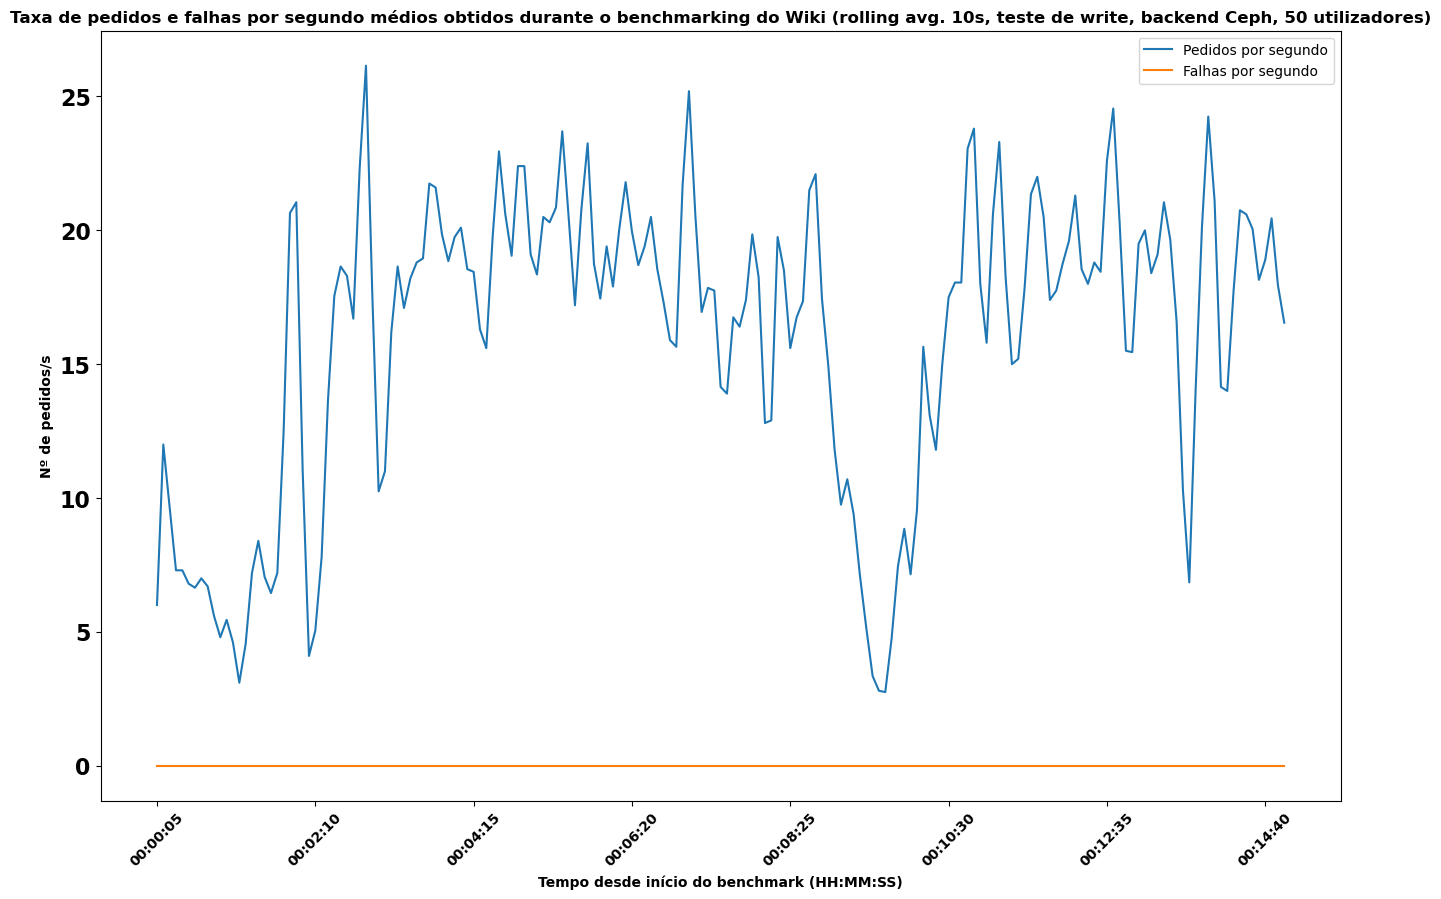 Taxa de pedidos e falhas por segundo médios obtidos durante o benchmarking do Wiki (rolling avg. 10s, teste de write, backend Ceph, 50 utilizadores)
Pedidos por segundo
Falhas por segundo
25
20
15
10
5
0
Nº de pedidos/s
00:00:05
00:02:10
00:04:15
00:06:20
00:08:25
00:10:30
00:12:35
00:14:40
Tempo desde início do benchmark (HH:MM:SS)